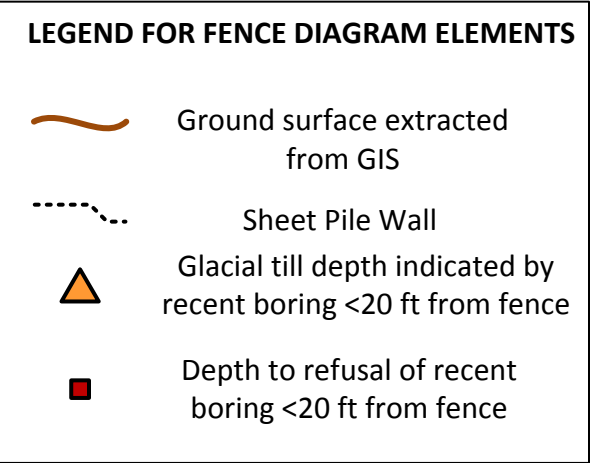 LEGEND FOR FENCE DIAGRAM ELEMENTS
Ground surface extracted
from GIS
Sheet Pile Wall
Glacial till depth indicated by
recent boring <20 ft from fence
Depth to refusal of recent
boring <20 ft from fence